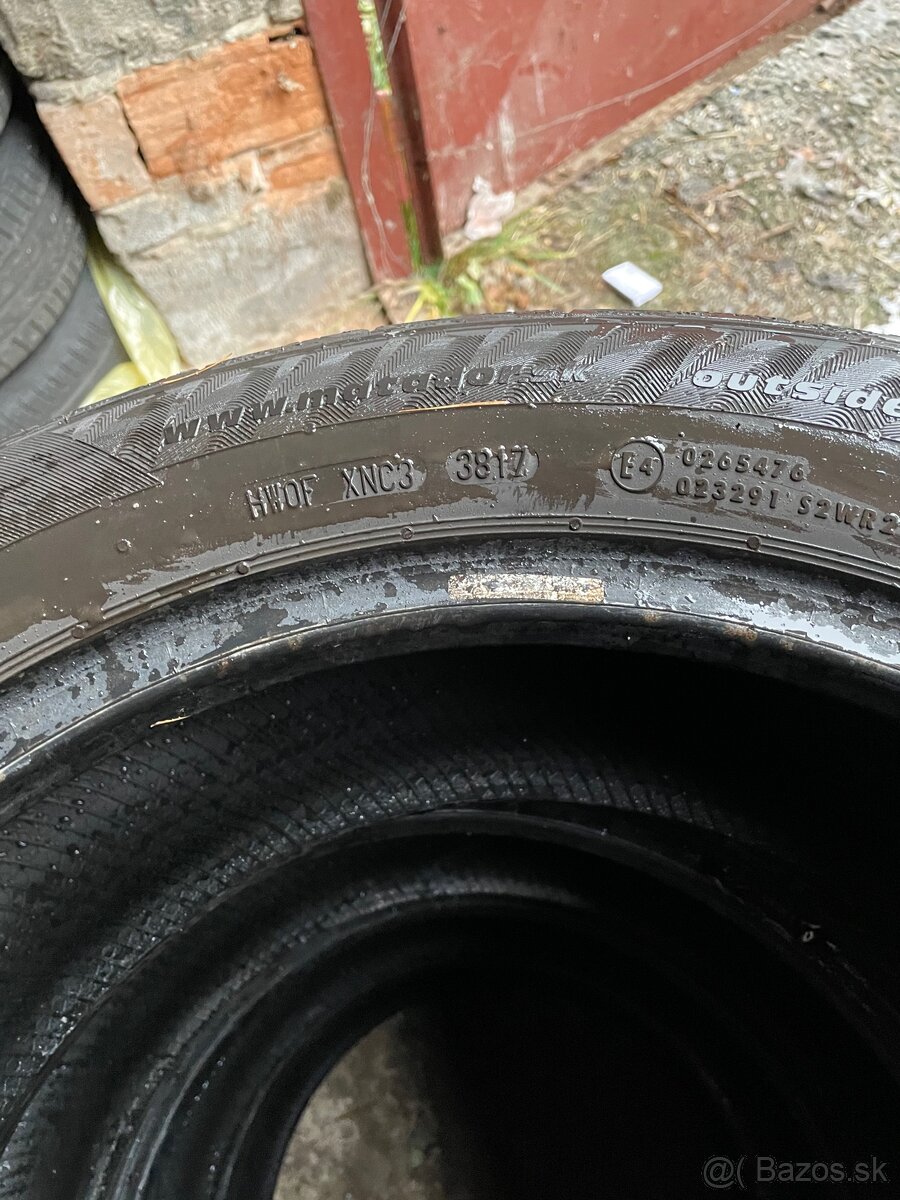 www.matador.sk outside
HW0F XNC3 3817 E4 0265476
023291 S2WR2
@( Bazos.sk